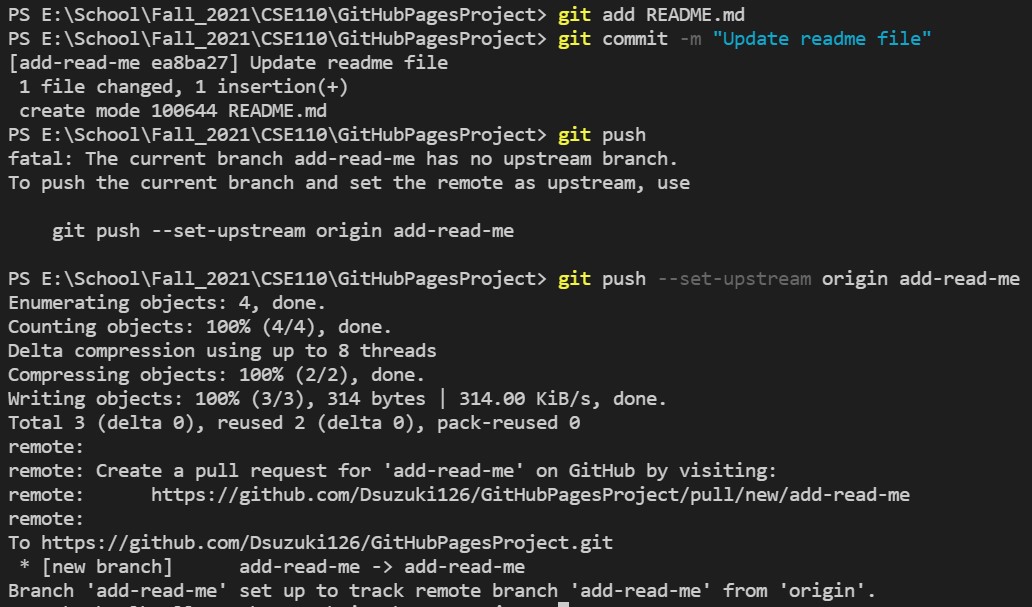 PS E:\School\Fall_2021\CSE110\GitHubPagesProject> git add README.md
PS E:\School\Fall_2021\CSE110\GitHubPagesProject> git commit -m "Update readme file"
[add-read-me ea8ba27] Update readme file
 1 file changed, 1 insertion(+)
 create mode 100644 README.md
PS E:\School\Fall_2021\CSE110\GitHubPagesProject> git push
fatal: The current branch add-read-me has no upstream branch.
To push the current branch and set the remote as upstream, use
    git push --set-upstream origin add-read-me
PS E:\School\Fall_2021\CSE110\GitHubPagesProject> git push --set-upstream origin add-read-me
Enumerating objects: 4, done.
Counting objects: 100% (4/4), done.
Delta compression using up to 8 threads
Compressing objects: 100% (2/2), done.
Writing objects: 100% (3/3), 314 bytes | 314.00 KiB/s, done.
Total 3 (delta 0), reused 2 (delta 0), pack-reused 0
remote:
remote: Create a pull request for 'add-read-me' on GitHub by visiting:
remote:      https://github.com/Dsuzuki126/GitHubPagesProject/pull/new/add-read-me
remote:
To https://github.com/Dsuzuki126/GitHubPagesProject.git
 * [new branch]      add-read-me -> add-read-me
Branch 'add-read-me' set up to track remote branch 'add-read-me' from 'origin'.